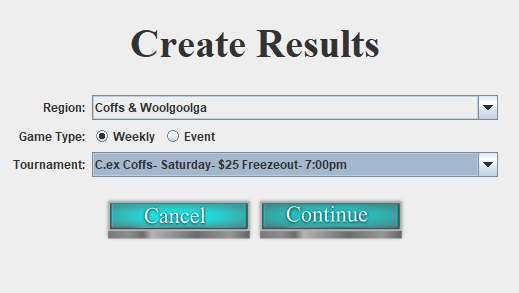 Create Results
Region: Coffs & Woolgoolga
Game Type: Weekly Event
Tournament: C.ex Coffs- Saturday- $25 Freezeout- 7:00pm
Cancel Continue